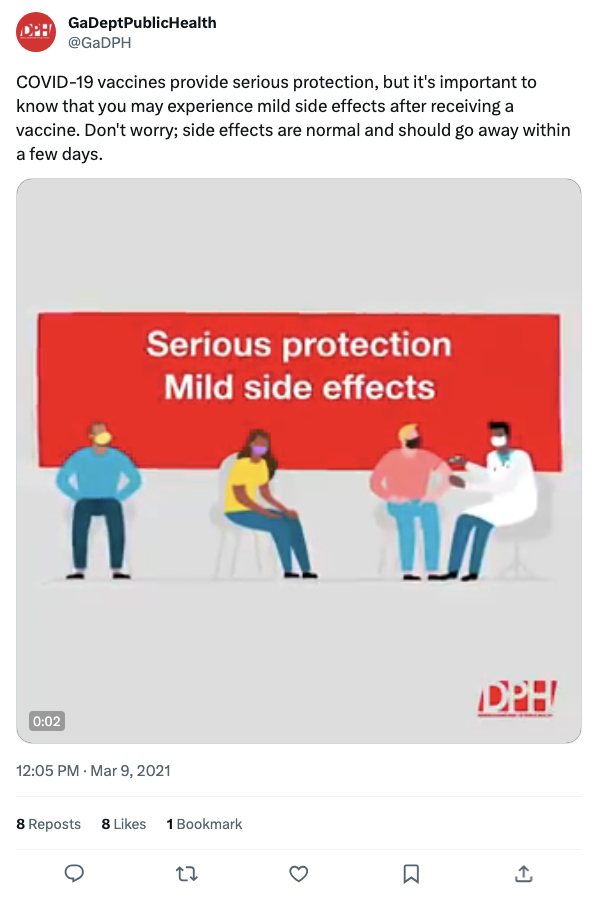 DPH
GaDeptPublicHealth
@GaDPH
COVID-19 vaccines provide serious protection, but it's important to
know that you may experience mild side effects after receiving a
vaccine. Don't worry; side effects are normal and should go away within
a few days.
Serious protection
Mild side effects
DPH
0:02
12:05 PM · Mar 9, 2021
8 Reposts 8 Likes 1 Bookmark